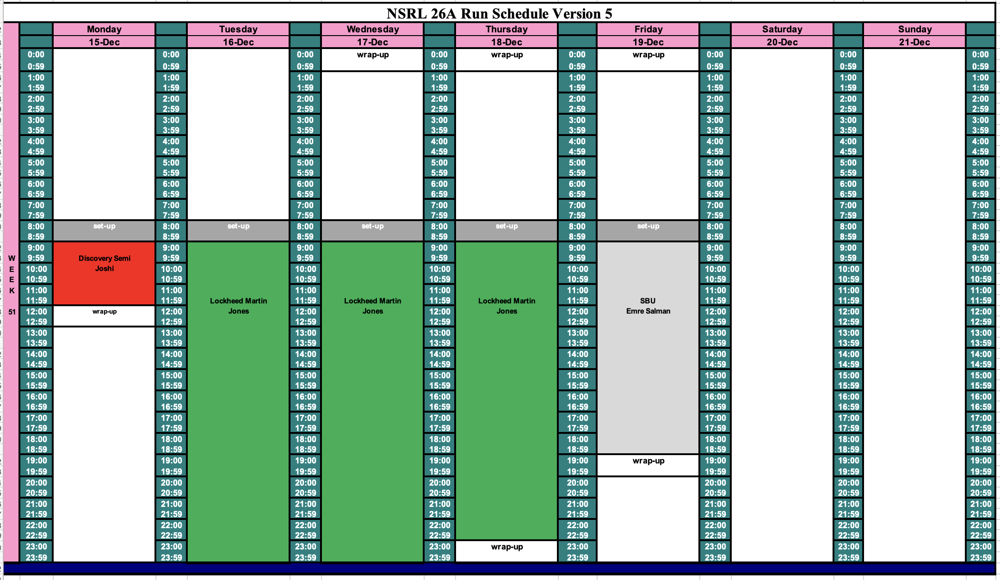 NSRL 26A Run Schedule Version 5
Monday Tuesday Wednesday Thursday Friday Saturday Sunday
15-Dec 16-Dec 17-Dec 18-Dec 19-Dec 20-Dec 21-Dec
0:00 0:00 0:00 wrap-up 0:00 wrap-up 0:00 wrap-up 0:00 0:00 0:00
0:59 0:59 0:59 0:59 0:59 0:59 0:59 0:59
1:00 1:00 1:00 1:00 1:00 1:00 1:00 1:00
1:59 1:59 1:59 1:59 1:59 1:59 1:59 1:59
2:00 2:00 2:00 2:00 2:00 2:00 2:00 2:00
2:59 2:59 2:59 2:59 2:59 2:59 2:59 2:59
3:00 3:00 3:00 3:00 3:00 3:00 3:00 3:00
3:59 3:59 3:59 3:59 3:59 3:59 3:59 3:59
4:00 4:00 4:00 4:00 4:00 4:00 4:00 4:00
4:59 4:59 4:59 4:59 4:59 4:59 4:59 4:59
5:00 5:00 5:00 5:00 5:00 5:00 5:00 5:00
5:59 5:59 5:59 5:59 5:59 5:59 5:59 5:59
6:00 6:00 6:00 6:00 6:00 6:00 6:00 6:00
6:59 6:59 6:59 6:59 6:59 6:59 6:59 6:59
7:00 7:00 7:00 7:00 7:00 7:00 7:00 7:00
7:59 7:59 7:59 7:59 7:59 7:59 7:59 7:59
8:00 set-up 8:00 set-up 8:00 set-up 8:00 set-up 8:00 set-up 8:00 8:00 8:00
8:59 8:59 8:59 8:59 8:59 8:59 8:59 8:59
9:00 9:00 9:00 9:00 9:00 9:00 9:00 9:00
W 9:59 Discovery Semi 9:59 9:59 9:59 9:59 9:59 9:59 9:59
E 10:00 Joshi 10:00 10:00 10:00 10:00 10:00 10:00 10:00
E 10:59 10:59 10:59 10:59 10:59 10:59 10:59 10:59
K 11:00 11:00 11:00 11:00 11:00 11:00 11:00 11:00
11:59 11:59 Lockheed Martin 11:59 Lockheed Martin 11:59 Lockheed Martin 11:59 SBU 11:59 11:59 11:59
51 12:00 wrap-up 12:00 Jones 12:00 Jones 12:00 Jones 12:00 Emre Salman 12:00 12:00 12:00
12:59 12:59 12:59 12:59 12:59 12:59 12:59 12:59
13:00 13:00 13:00 13:00 13:00 13:00 13:00 13:00
13:59 13:59 13:59 13:59 13:59 13:59 13:59 13:59
14:00 14:00 14:00 14:00 14:00 14:00 14:00 14:00
14:59 14:59 14:59 14:59 14:59 14:59 14:59 14:59
15:00 15:00 15:00 15:00 15:00 15:00 15:00 15:00
15:59 15:59 15:59 15:59 15:59 15:59 15:59 15:59
16:00 16:00 16:00 16:00 16:00 16:00 16:00 16:00
16:59 16:59 16:59 16:59 16:59 16:59 16:59 16:59
17:00 17:00 17:00 17:00 17:00 17:00 17:00 17:00
17:59 17:59 17:59 17:59 17:59 17:59 17:59 17:59
18:00 18:00 18:00 18:00 18:00 18:00 18:00 18:00
18:59 18:59 18:59 18:59 18:59 18:59 18:59 18:59
19:00 19:00 19:00 19:00 19:00 wrap-up 19:00 19:00 19:00
19:59 19:59 19:59 19:59 19:59 19:59 19:59 19:59
20:00 20:00 20:00 20:00 20:00 20:00 20:00 20:00
20:59 20:59 20:59 20:59 20:59 20:59 20:59 20:59
21:00 21:00 21:00 21:00 21:00 21:00 21:00 21:00
21:59 21:59 21:59 21:59 21:59 21:59 21:59 21:59
22:00 22:00 22:00 22:00 22:00 22:00 22:00 22:00
22:59 22:59 22:59 22:59 22:59 22:59 22:59 22:59
23:00 23:00 23:00 23:00 wrap-up 23:00 23:00 23:00 23:00
23:59 23:59 23:59 23:59 23:59 23:59 23:59 23:59